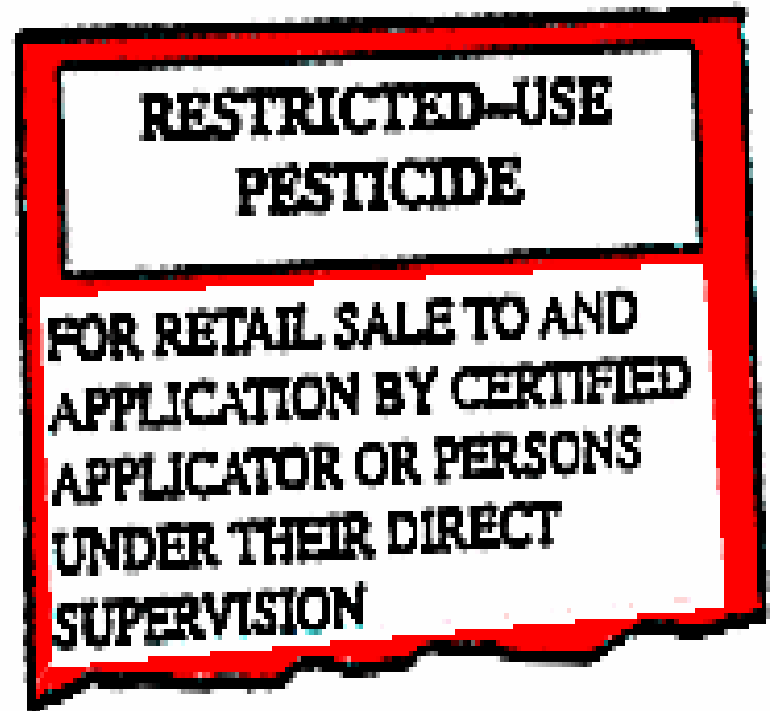 RESTRICTED–USE
PESTICIDE
FOR RETAIL SALE TO AND
APPLICATION BY CERTIFIED
APPLICATOR OR PERSONS
UNDER THEIR DIRECT
SUPERVISION